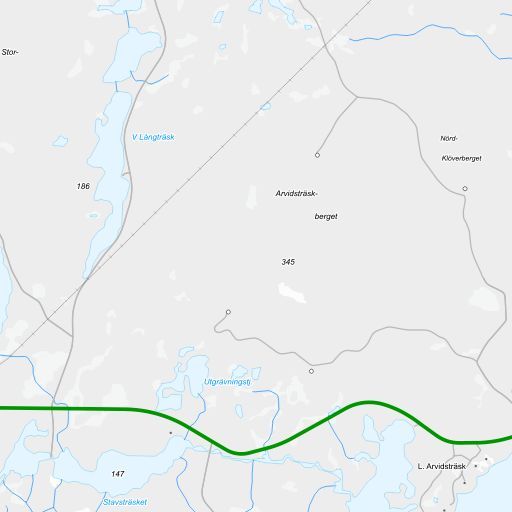 Stor-
V Långträsk
Nörd-
Klöverberget
186
Arvidsträsk-
berget
345
Utgrävningstj
L. Arvidsträsk
147
Stavsträsket